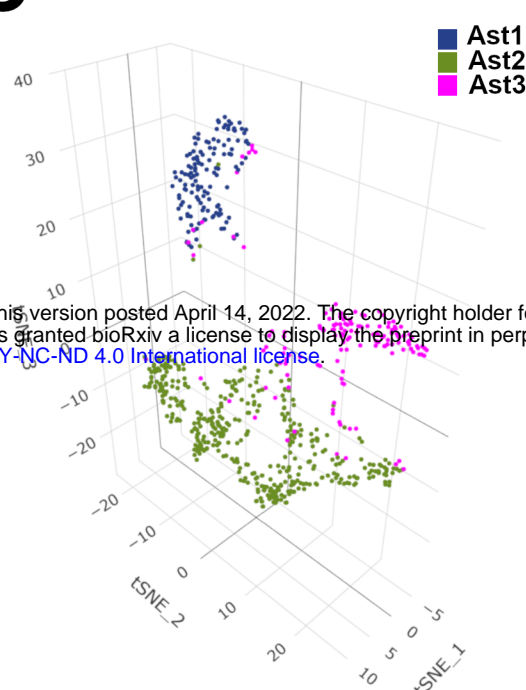 Ast1
Ast2
Ast3
40
30
20
10
his version posted April 14, 2022. The copyright holder fo
s granted bioRxiv a license to display the preprint in perp
Y-NC-ND 4.0 International license.
−10
−20
−20
−10
0
10
20
tSNE_2
−5
0
5
10
tSNE_1